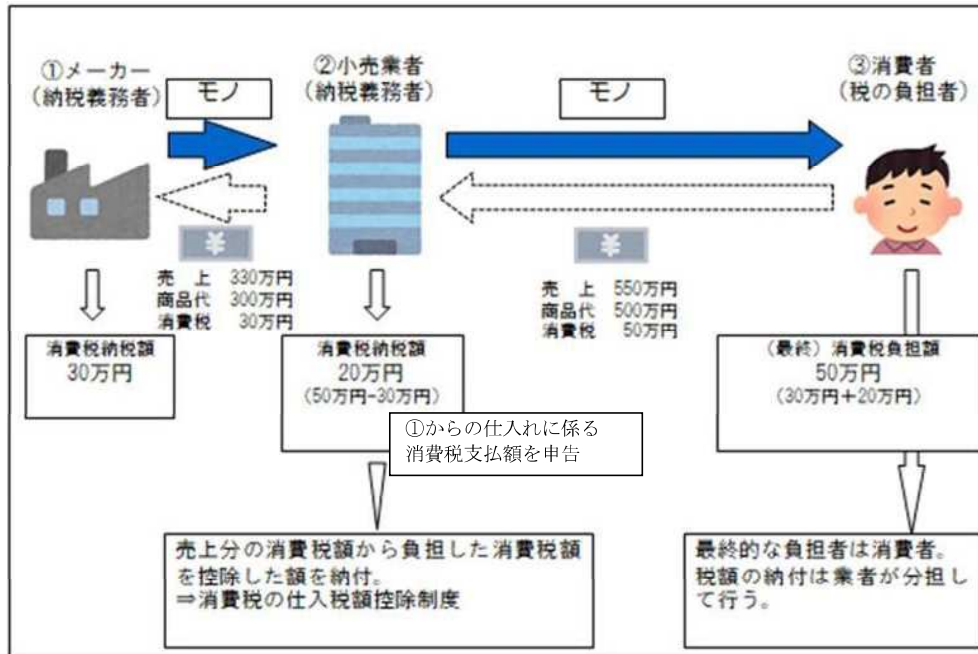 ①メーカー
(納税義務者)
モノ
②小売業者
(納税義務者)
モノ
③消費者
(税の負担者)
¥
売　上　330万円
商品代　300万円
消費税　30万円
¥
売　上　550万円
商品代　500万円
消費税　50万円
消費税納税額
30万円
消費税納税額
20万円
(50万円-30万円)
(最終)消費税負担額
50万円
(30万円+20万円)
①からの仕入れに係る
消費税支払額を申告
売上分の消費税額から負担した消費税額
を控除した額を納付。
⇒消費税の仕入税額控除制度
最終的な負担者は消費者。
税額の納付は業者が分担し
て行う。